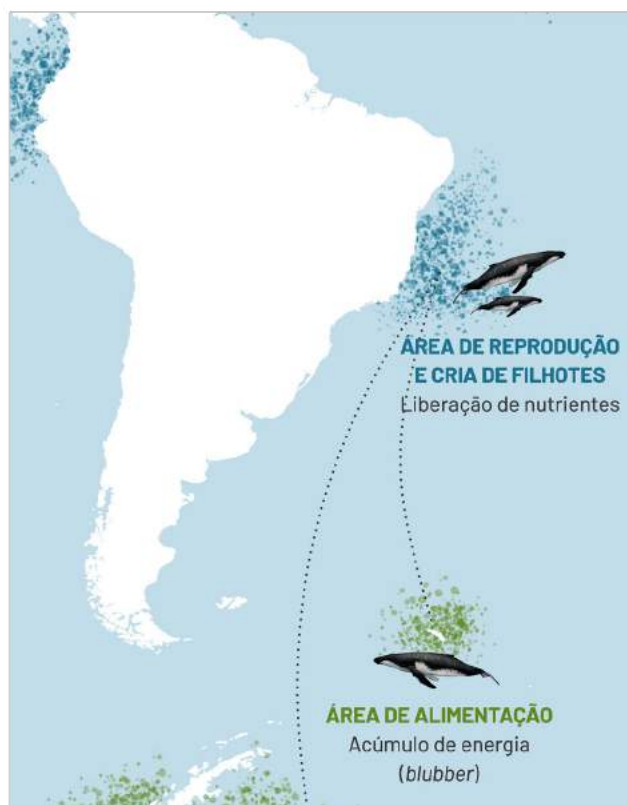 ÁREA DE REPRODUÇÃO
E CRIA DE FILHOTES
Liberação de nutrientes
ÁREA DE ALIMENTAÇÃO
Acúmulo de energia
(blubber)